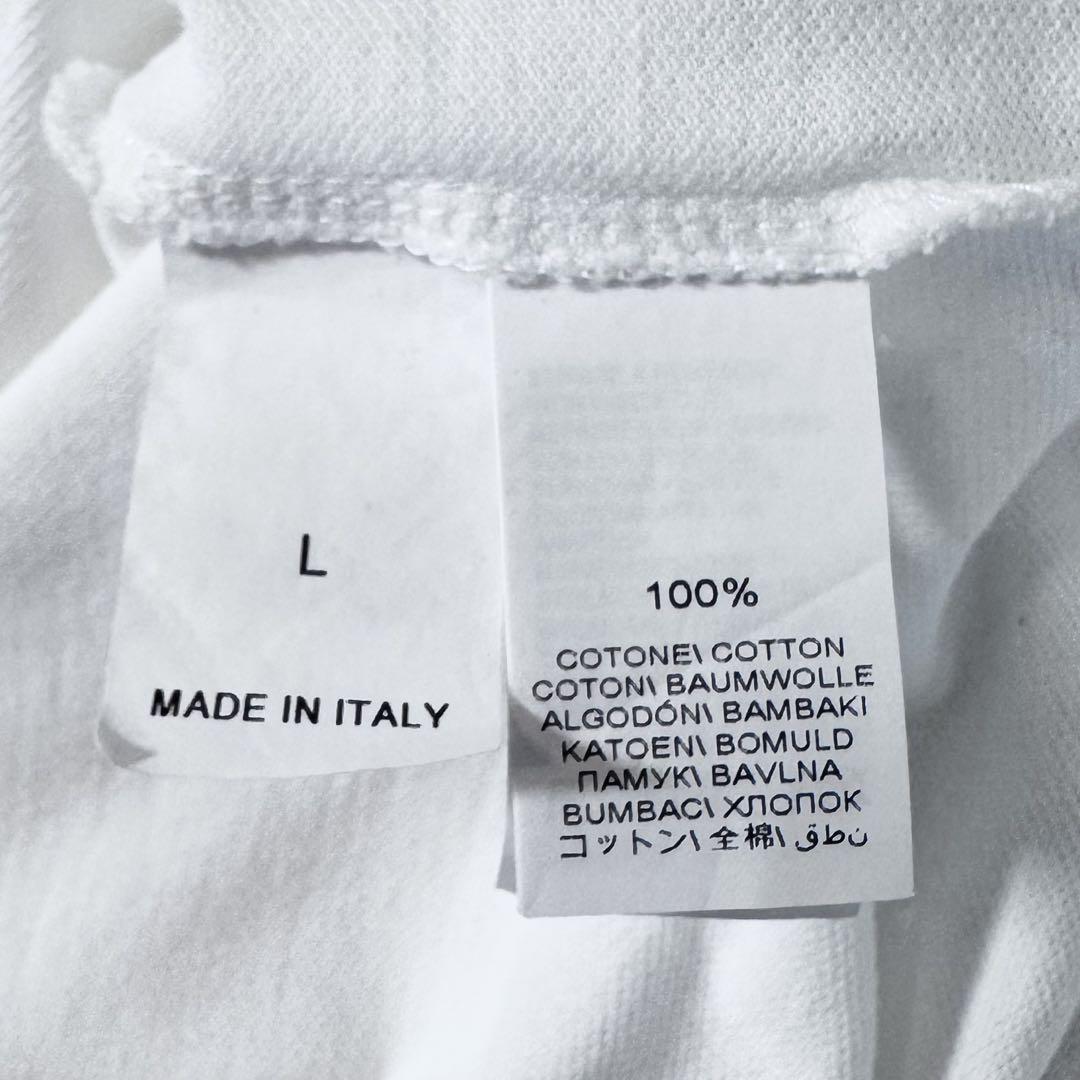 L
MADE IN ITALY
100%
COTONE\ COTTON
COTON\ BAUMWOLLE
ALGODÓN\ BAMBAKI
KATOEN\ BOMULD
ПАМУК\ BAVLNA
BUMBAC\ ХЛОПОК
コットン\ 全棉\ نطق